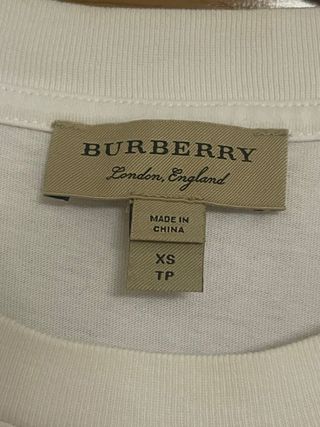 BURBERRY
London, England
MADE IN
CHINA
XS
TP